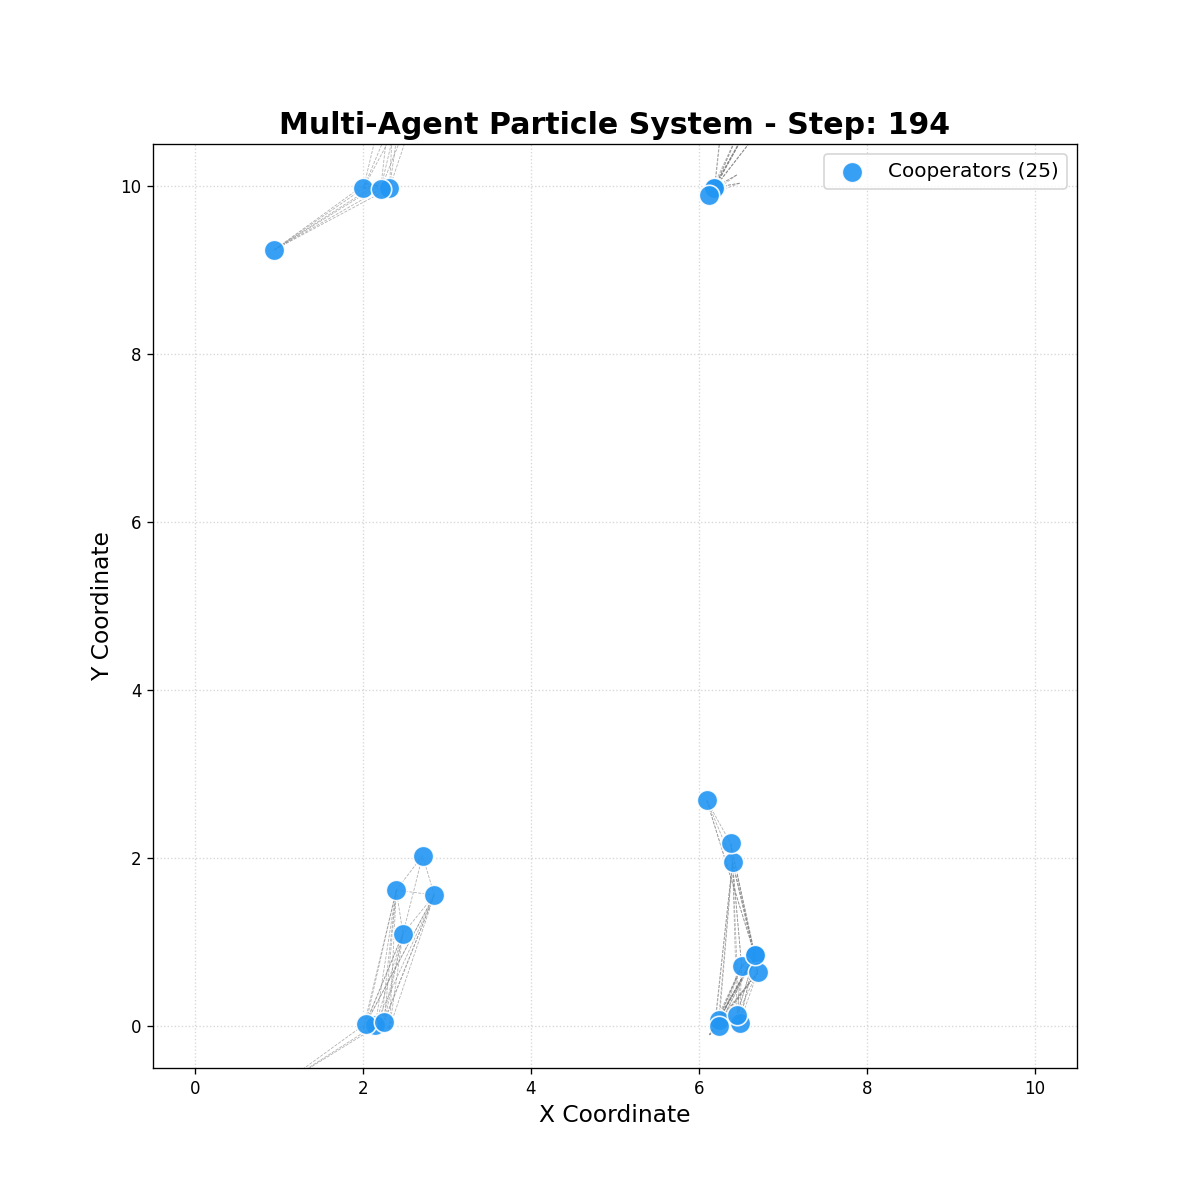 Multi-Agent Particle System - Step: 194
Cooperators (25)
10
8
6
4
2
0
Y Coordinate
0 2 4 6 8 10
X Coordinate